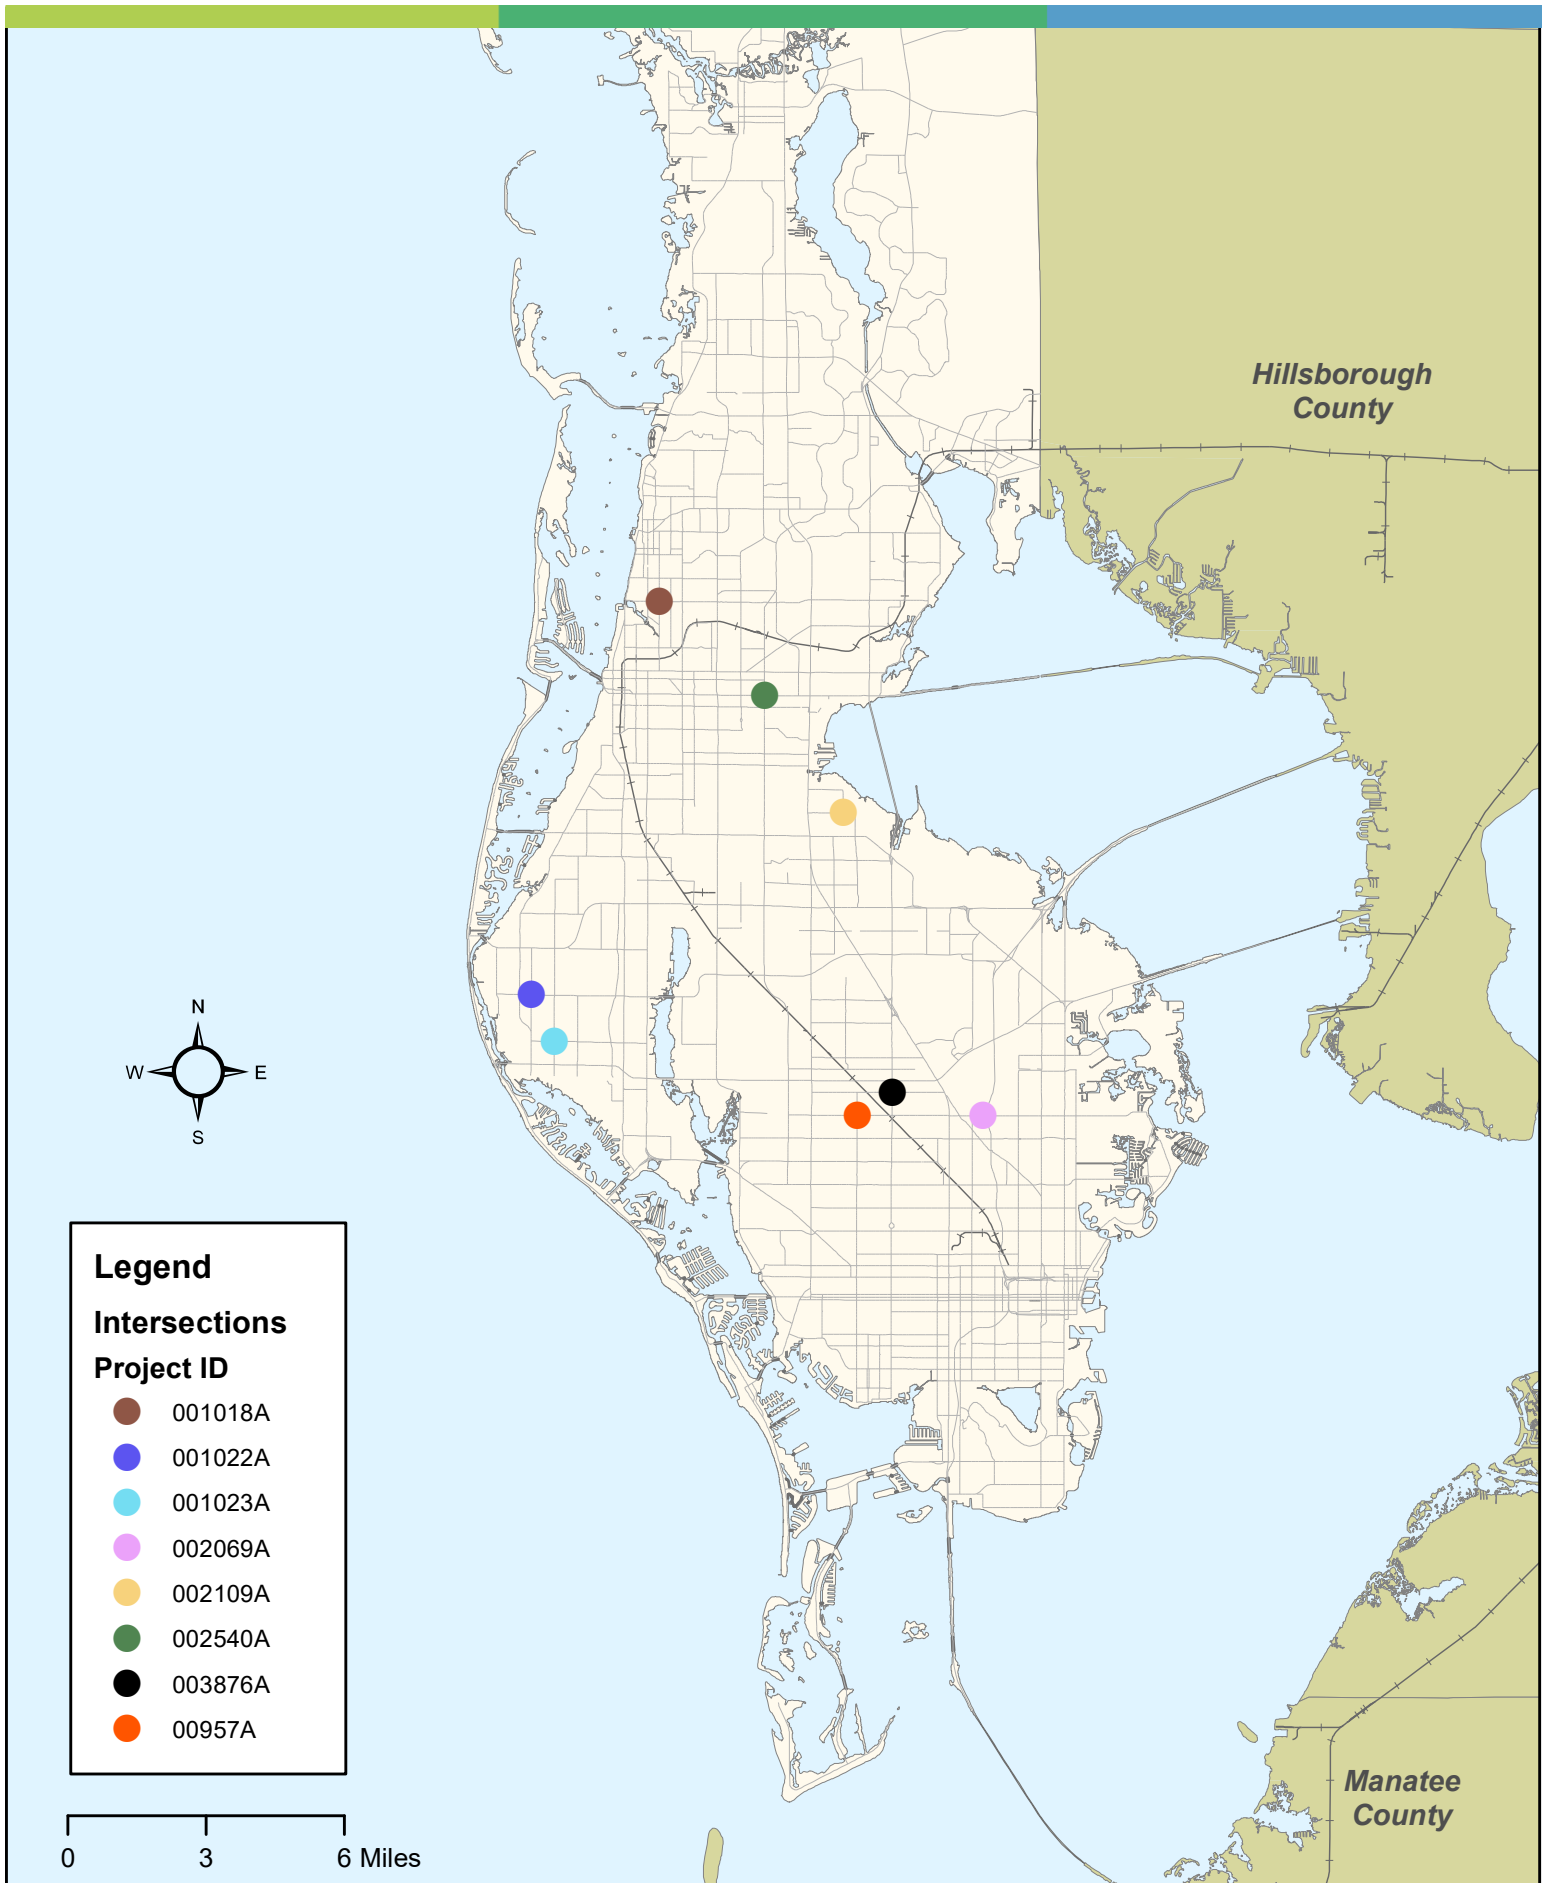 Hillsborough
County
N
W
E
S
Legend
Intersections
Project ID
001018A
001022A
001023A
002069A
002109A
002540A
003876A
00957A
0
3
6 Miles
Manatee
County